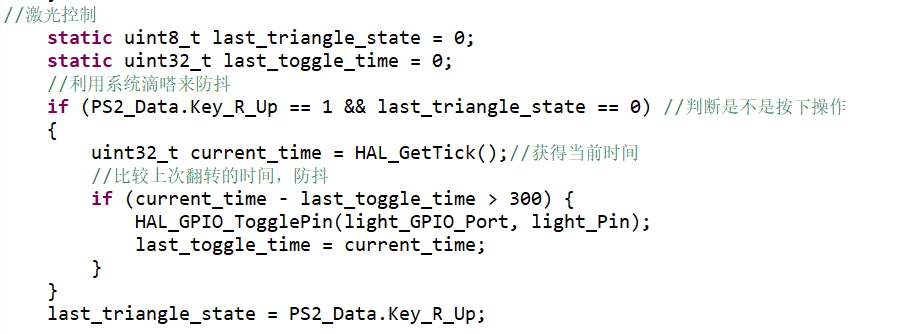 //激光控制
static uint8_t last_triangle_state = 0;
static uint32_t last_toggle_time = 0;
//利用系统滴嗒来防抖
if (PS2_Data.Key_R_Up == 1 && last_triangle_state == 0) //判断是不是按下操作
{
uint32_t current_time = HAL_GetTick();//获得当前时间
//比较上次翻转的时间，防抖
if (current_time - last_toggle_time > 300) {
HAL_GPIO_TogglePin(light_GPIO_Port, light_Pin);
last_toggle_time = current_time;
}
}
last_triangle_state = PS2_Data.Key_R_Up;